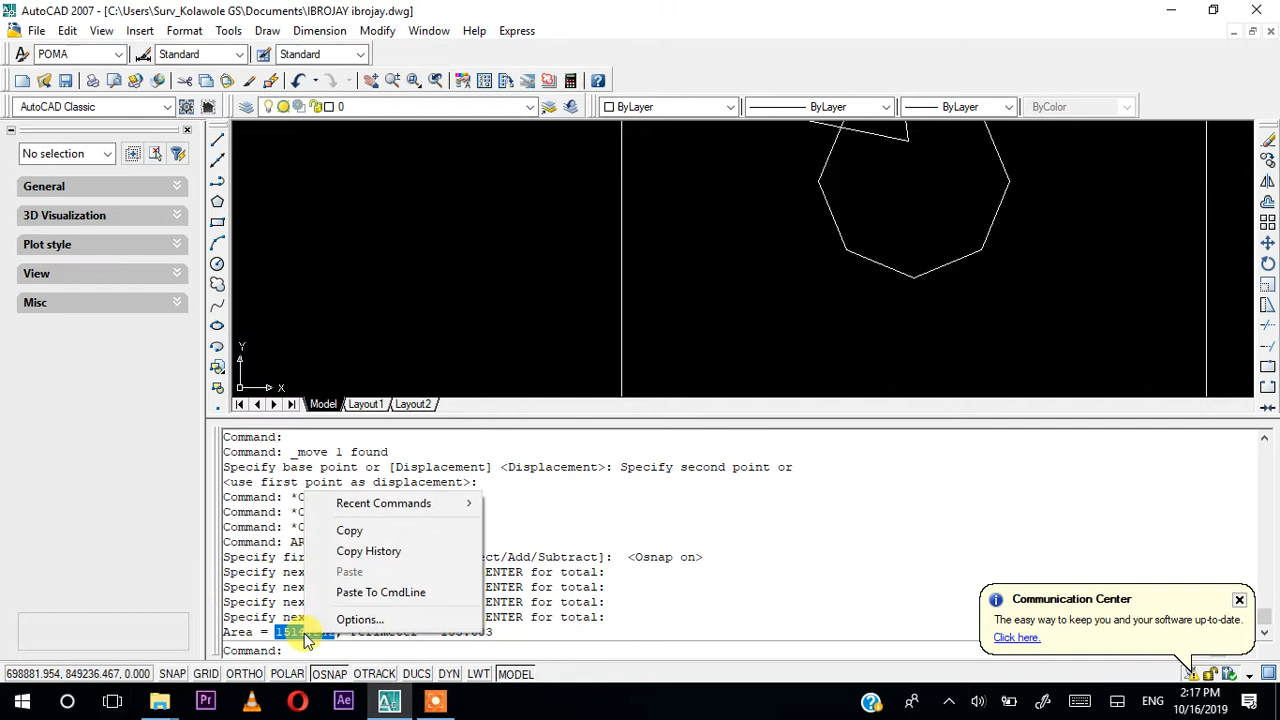 AutoCAD 2007 - [C:\Users\Surv_Kolawole GS\Documents\IBROJAY ibrojay.dwg]
File Edit View Insert Format Tools Draw Dimension Modify Window Help Express
POMA Standard Standard
AutoCAD Classic 0 ByLayer ByLayer ByLayer ByColor
No selection
General
3D Visualization
Plot style
View
Misc
Y
X
Model Layout1 Layout2
Command:
Command: _move 1 found
Specify base point or [Displacement] <Displacement>: Specify second point or
<use first point as displacement>:
Command: *C
Command: *C
Command: *C
Command: AR
Specify fir ect/Add/Subtract]: <Osnap on>
Specify nex ENTER for total:
Specify nex ENTER for total:
Specify nex ENTER for total:
Specify nex ENTER for total:
Area =
Command:
Recent Commands
Copy
Copy History
Paste
Paste To CmdLine
Options...
Communication Center
The easy way to keep you and your software up-to-date.
Click here.
698881.954, 849236.467, 0.000 SNAP GRID ORTHO POLAR OSNAP OTRACK DUCS DYN LWT MODEL
Pr Ae ENG 2:17 PM
10/16/2019